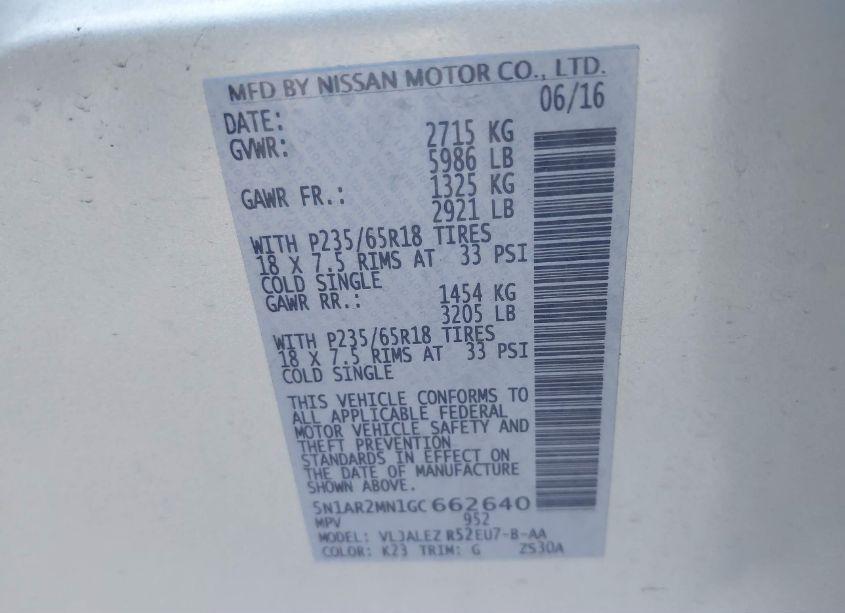 MFD BY NISSAN MOTOR CO., LTD.
DATE: 06/16
GVWR: 2715 KG
5986 LB
GAWR FR.: 1325 KG
2921 LB
WITH P235/65R18 TIRES
18 X 7.5 RIMS AT 33 PSI
COLD SINGLE
GAWR RR.: 1454 KG
3205 LB
WITH P235/65R18 TIRES
18 X 7.5 RIMS AT 33 PSI
COLD SINGLE
THIS VEHICLE CONFORMS TO
ALL APPLICABLE FEDERAL
MOTOR VEHICLE SAFETY AND
THEFT PREVENTION
STANDARDS IN EFFECT ON
THE DATE OF MANUFACTURE
SHOWN ABOVE.
5N1AR2MN1GC662640
MPV 952
MODEL: VLJALEZ R52EU7-B-AA
COLOR: K23 TRIM: G ZS30A